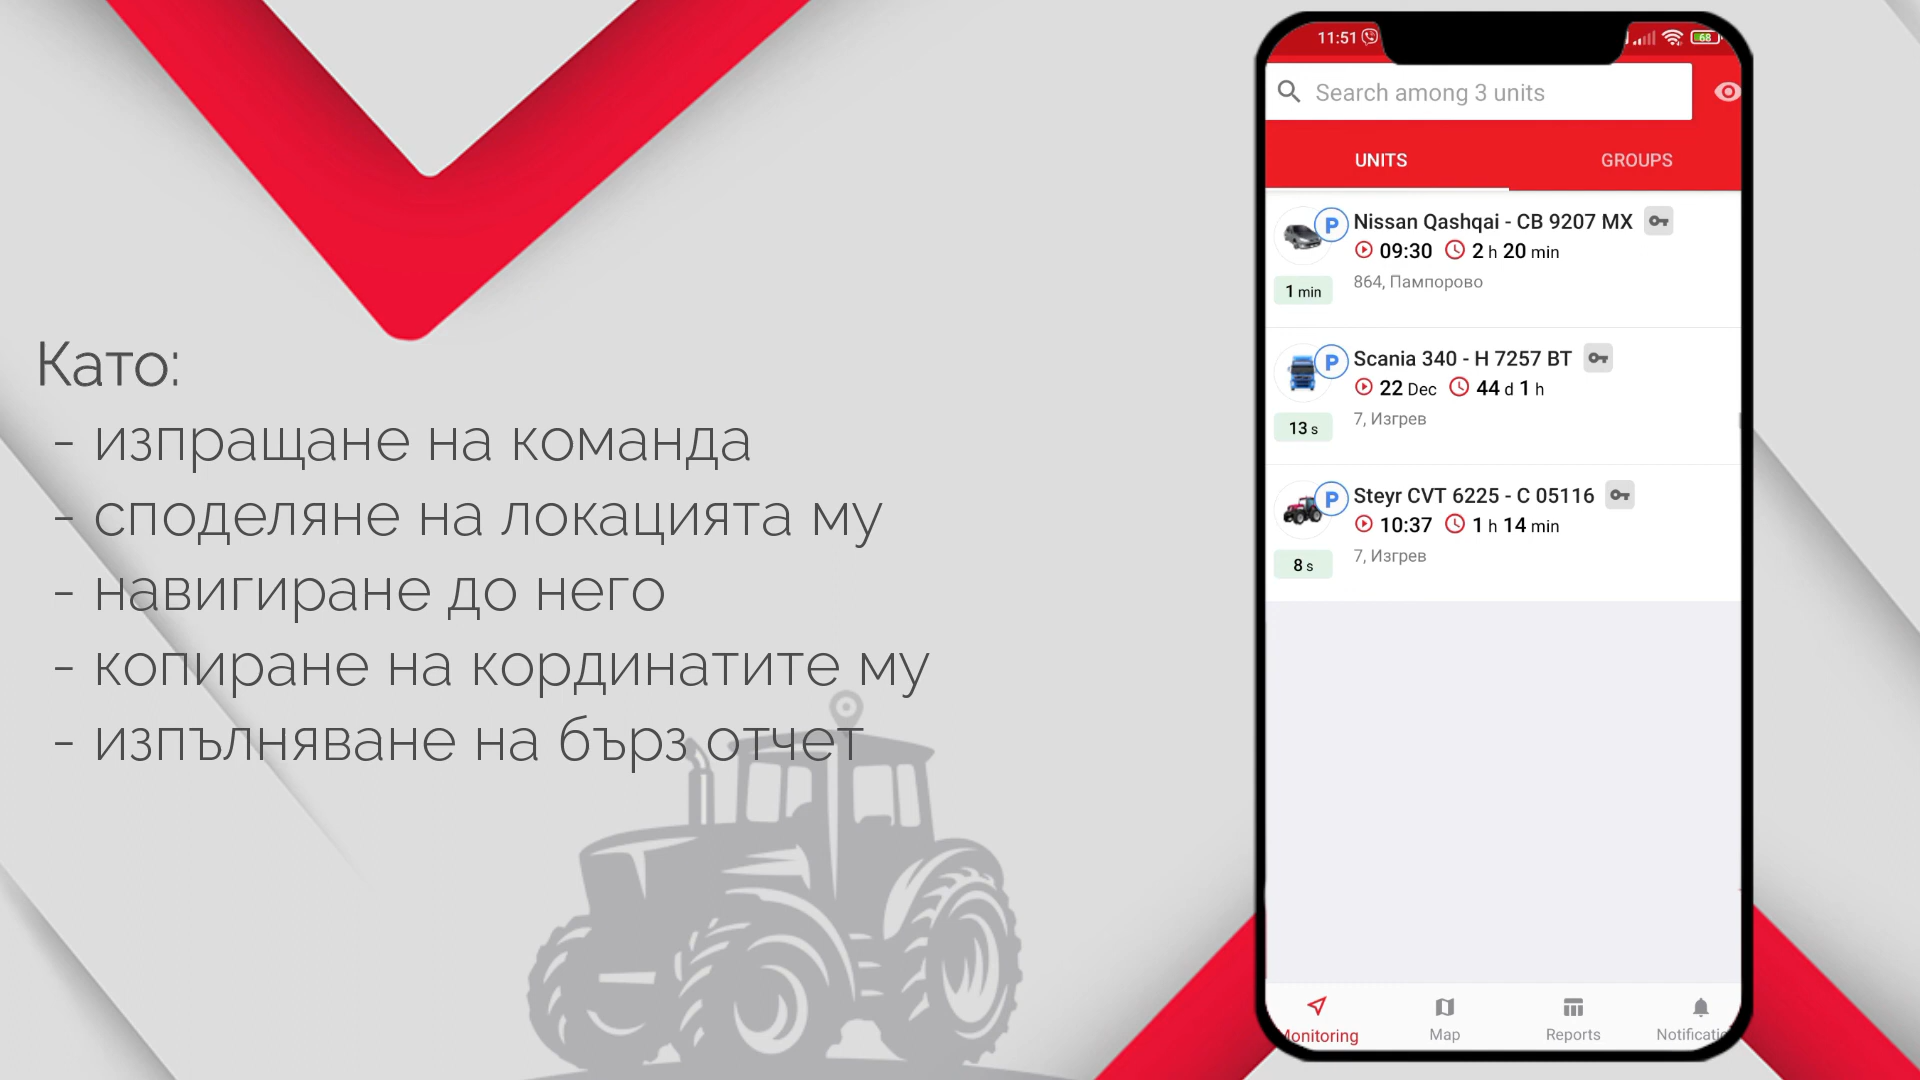 Като:
- изпращане на команда
- споделяне на локацията му
- навигиране до него
- копиране на кординатите му
- изпълняване на бърз отчет
11:51
68
Search among 3 units
UNITS GROUPS
P Nissan Qashqai - CB 9207 MX
09:30 2 h 20 min
864, Пампорово
1 min
P Scania 340 - H 7257 BT
22 Dec 44 d 1 h
7, Изгрев
13 s
P Steyr CVT 6225 - C 05116
10:37 1 h 14 min
7, Изгрев
8 s
onitoring Map Reports Notificati